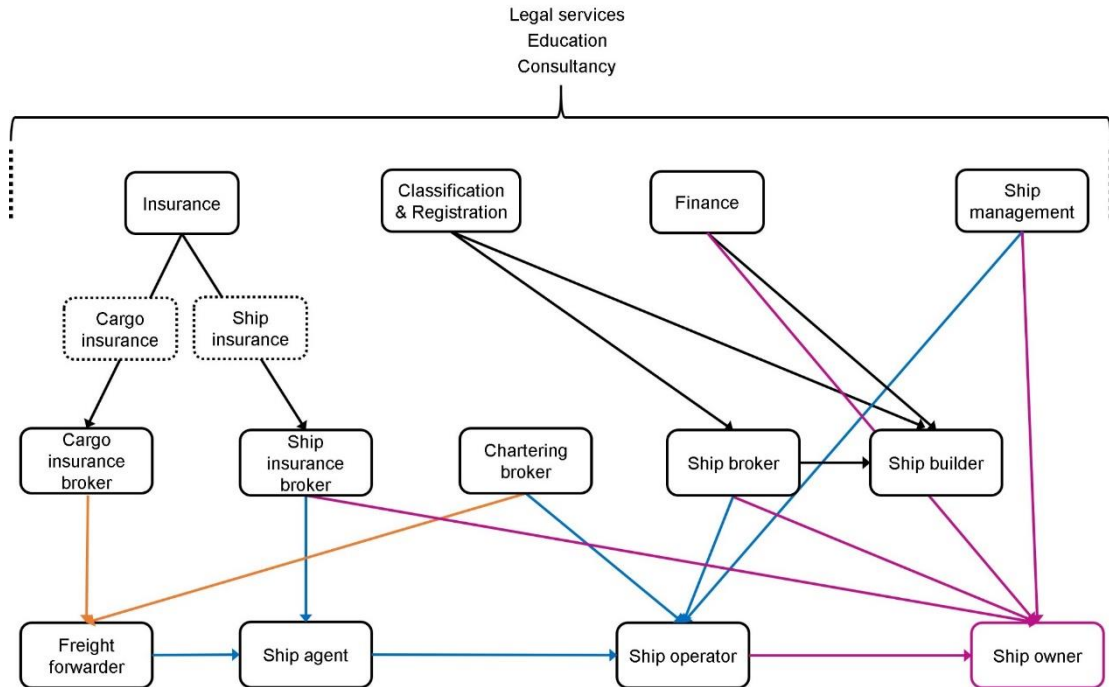 Legal services
Education
Consultancy
Insurance
Classification
& Registration
Finance
Ship
management
Cargo
insurance
Ship
insurance
Cargo
insurance
broker
Ship
insurance
broker
Chartering
broker
Ship broker
Ship builder
Freight
forwarder
Ship agent
Ship operator
Ship owner